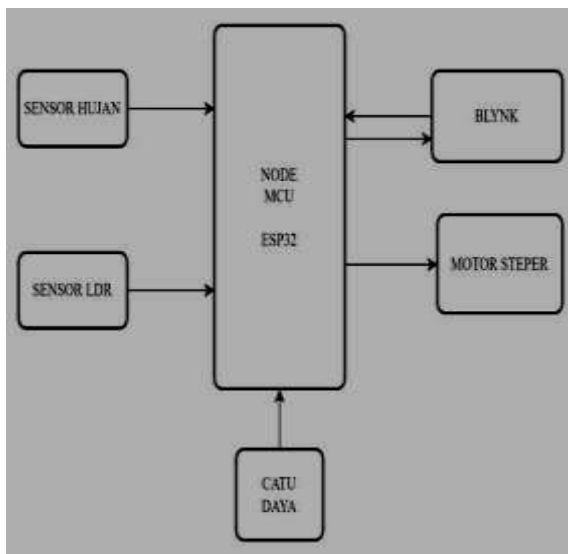 SENSOR HUJAN
BLYNK
NODE
MCU
ESP32
SENSOR LDR
MOTOR STEPER
CATU
DAYA